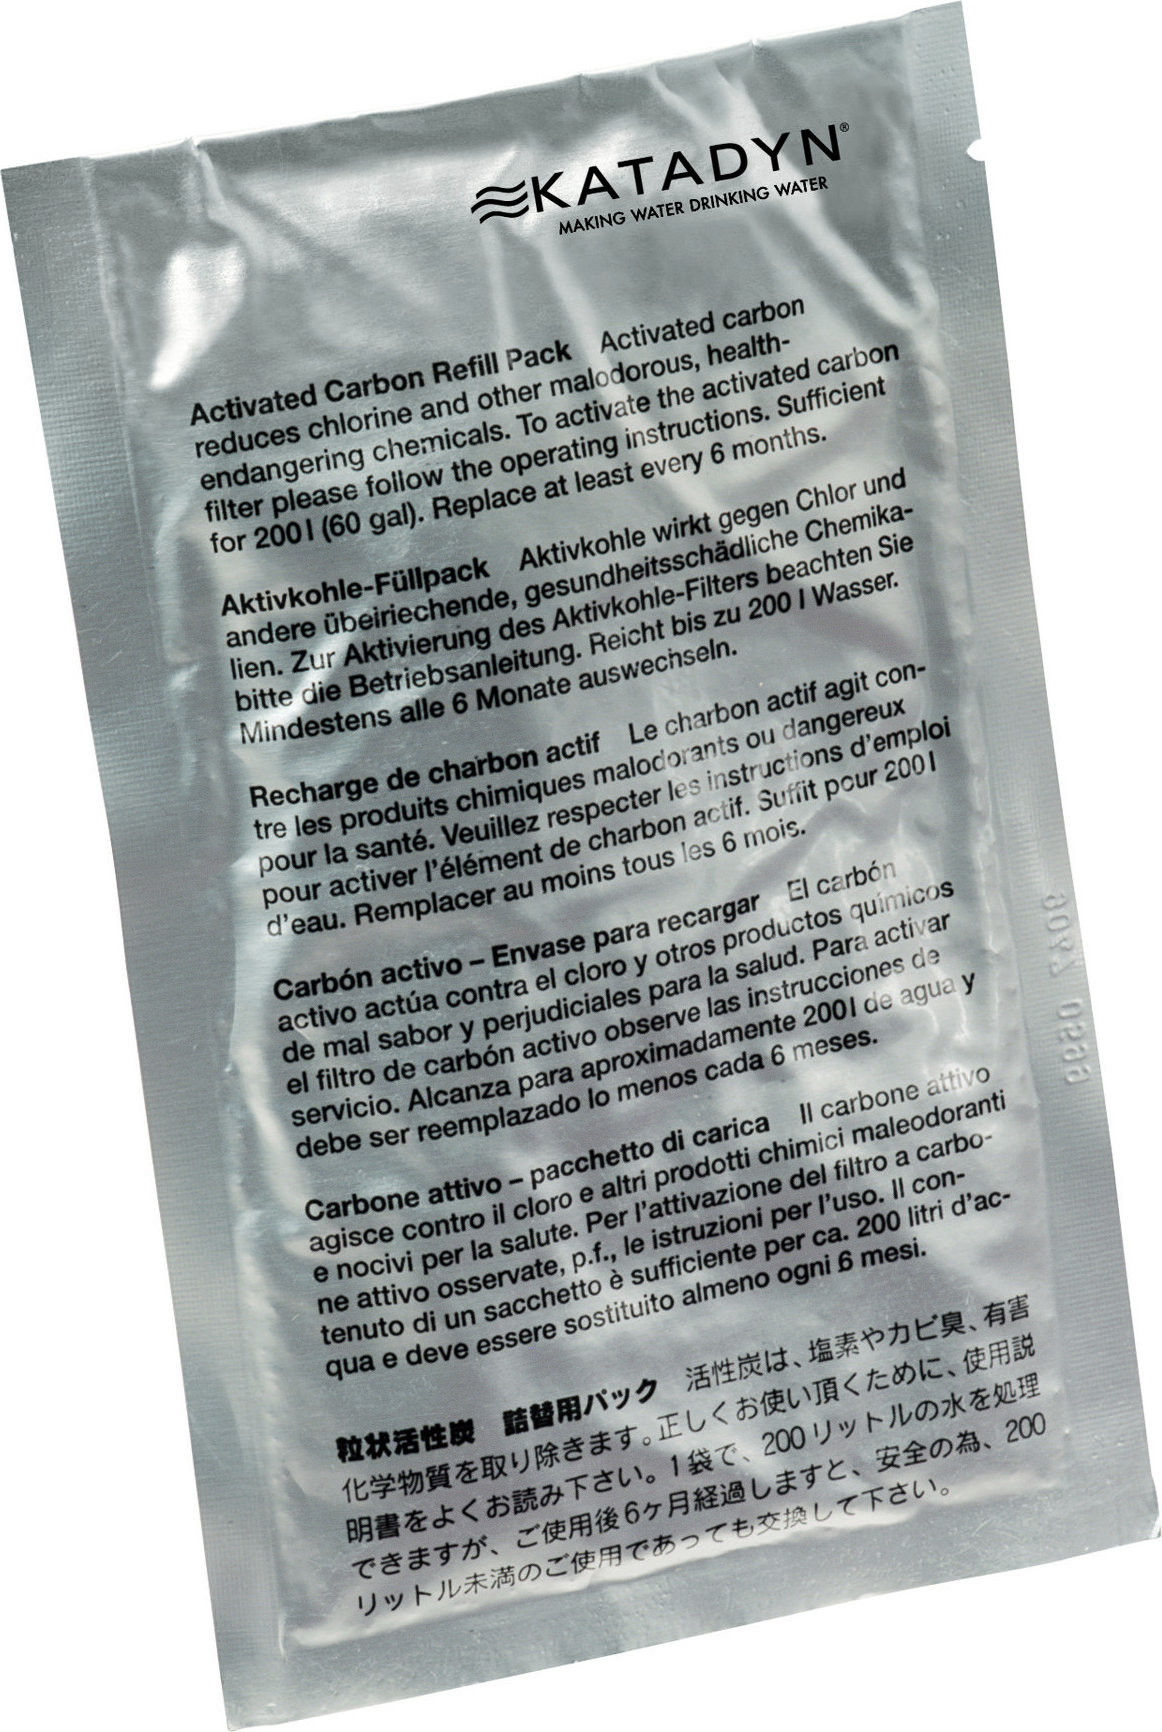 KATADYN®
MAKING WATER DRINKING WATER
Activated Carbon Refill Pack Activated carbon
reduces chlorine and other malodorous, health-
endangering chemicals. To activate the activated carbon
filter please follow the operating instructions. Sufficient
for 200 l (60 gal). Replace at least every 6 months.
Aktivkohle-Füllpack Aktivkohle wirkt gegen Chlor und
andere übeiriechende, gesundheitsschädliche Chemika-
lien. Zur Aktivierung des Aktivkohle-Filters beachten Sie
bitte die Betriebsanleitung. Reicht bis zu 200 l Wasser.
Mindestens alle 6 Monate auswechseln.
Recharge de charbon actif Le charbon actif agit con-
tre les produits chimiques malodorants ou dangereux
pour la santé. Veuillez respecter les instructions d'emploi
pour activer l'élément de charbon actif. Suffit pour 200 l
d'eau. Remplacer au moins tous les 6 mois.
Carbón activo – Envase para recargar El carbón
activo actúa contra el cloro y otros productos químicos
de mal sabor y perjudiciales para la salud. Para activar
el filtro de carbón activo observe las instrucciones de
servicio. Alcanza para aproximadamente 200 l de agua y
debe ser reemplazado lo menos cada 6 meses.
Carbone attivo – pacchetto di carica Il carbone attivo
agisce contro il cloro e altri prodotti chimici maleodoranti
e nocivi per la salute. Per l'attivazione del filtro a carbo-
ne attivo osservate, p.f., le istruzioni per l'uso. Il con-
tenuto di un sacchetto è sufficiente per ca. 200 litri d'ac-
qua e deve essere sostituito almeno ogni 6 mesi.
粒状活性炭 詰替用パック 活性炭は、塩素やカビ臭、有害
化学物質を取り除きます。正しくお使い頂くために、使用説
明書をよくお読み下さい。1袋で、200リットルの水を処理
できますが、ご使用後6ヶ月経過しますと、安全の為、200
リットル未満のご使用であっても交換して下さい。